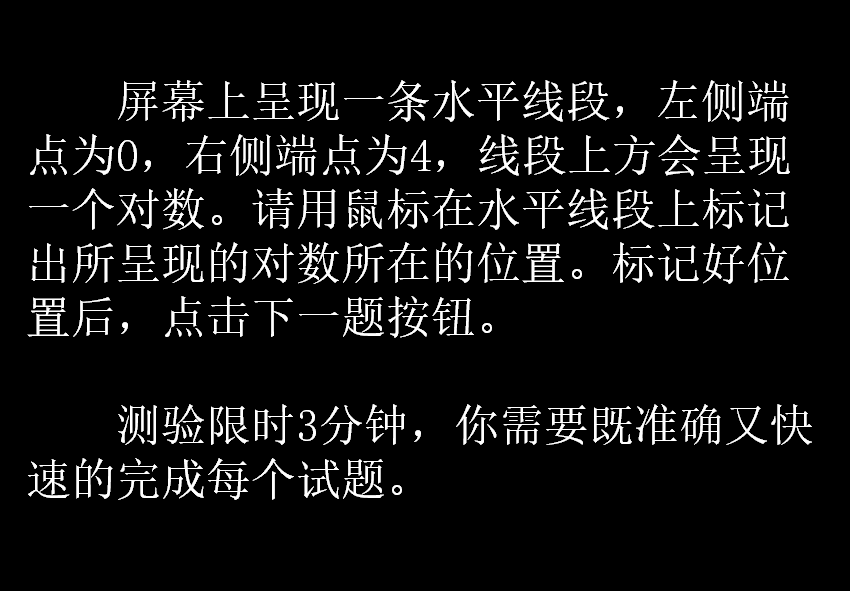 屏幕上呈现一条水平线段，左侧端
点为0，右侧端点为4，线段上方会呈现
一个对数。请用鼠标在水平线段上标记
出所呈现的对数所在的位置。标记好位
置后，点击下一题按钮。
测验限时3分钟，你需要既准确又快
速的完成每个试题。